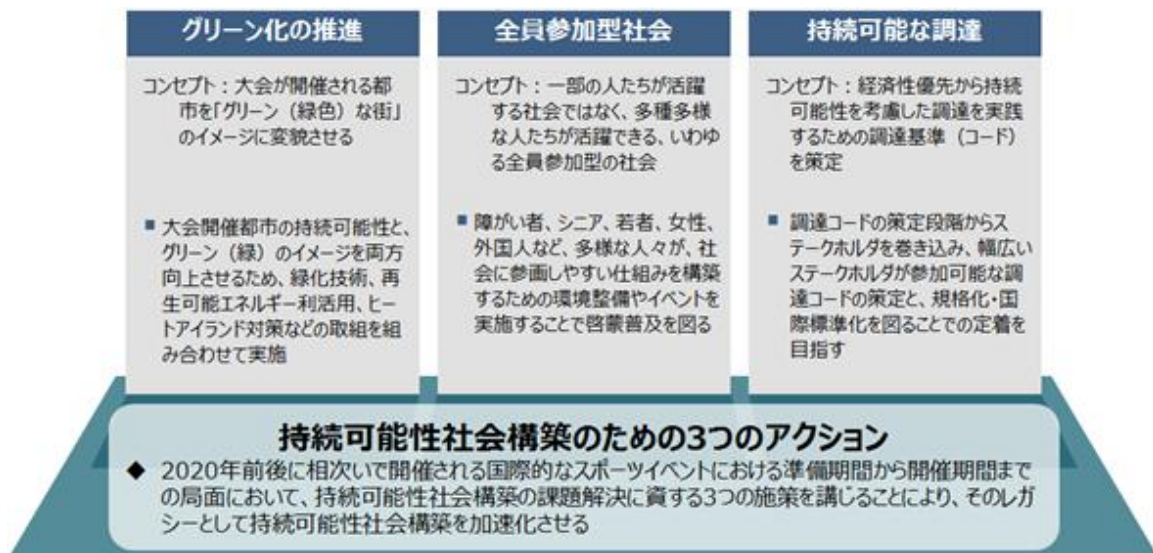 グリーン化の推進
コンセプト：大会が開催される都
市を「グリーン（緑色）な街」
のイメージに変貌させる
■ 大会開催都市の持続可能性と、
グリーン（緑）のイメージを両方
向上させるため、緑化技術、再
生可能エネルギー利活用、ヒー
トアイランド対策などの取組を組
み合わせて実施
全員参加型社会
コンセプト：一部の人たちが活躍
する社会ではなく、多種多様
な人たちが活躍できる、いわゆ
る全員参加型の社会
■ 障がい者、シニア、若者、女性、
外国人など、多様な人々が、社
会に参画しやすい仕組みを構築
するための環境整備やイベントを
実施することで啓蒙普及を図る
持続可能な調達
コンセプト：経済性優先から持続
可能性を考慮した調達を実践
するための調達基準（コード）
を策定
■ 調達コードの策定段階からス
テークホルダを巻き込み、幅広い
ステークホルダが参加可能な調
達コードの策定と、規格化・国
際標準化を図ることでの定着を
目指す
持続可能性社会構築のための3つのアクション
◆ 2020年前後に相次いで開催される国際的なスポーツイベントにおける準備期間から開催期間まで
の局面において、持続可能性社会構築の課題解決に資する3つの施策を講じることにより、そのレガ
シーとして持続可能性社会構築を加速化させる